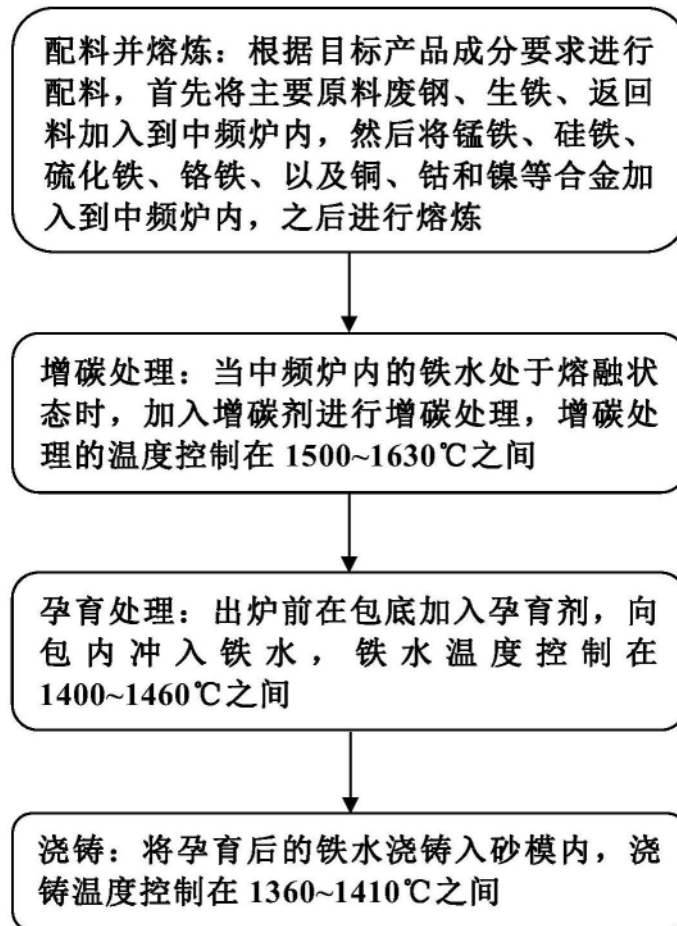 配料并熔炼：根据目标产品成分要求进行
配料，首先将主要原料废钢、生铁、返回
料加入到中频炉内，然后将锰铁、硅铁、
硫化铁、铬铁、以及铜、钴和镍等合金加
入到中频炉内，之后进行熔炼
增碳处理：当中频炉内的铁水处于熔融状
态时，加入增碳剂进行增碳处理，增碳处
理的温度控制在 1500~1630℃之间
孕育处理：出炉前在包底加入孕育剂，向
包内冲入铁水，铁水温度控制在
1400~1460℃之间
浇铸：将孕育后的铁水浇铸入砂模内，浇
铸温度控制在 1360~1410℃之间